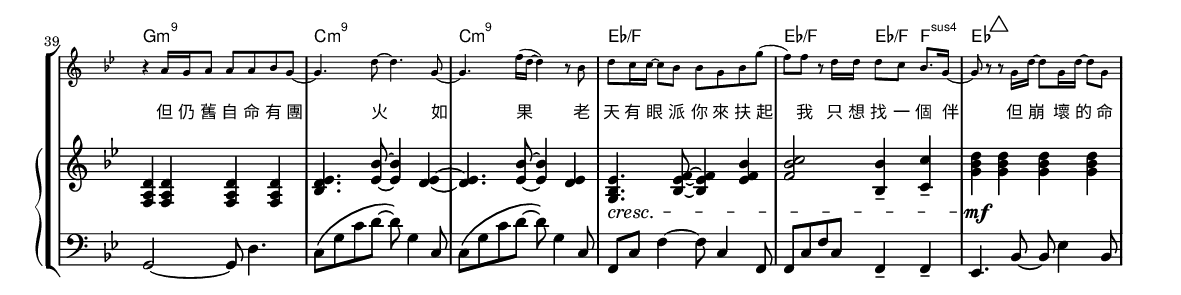 39
Gm9 Cm9 Cm9 E♭/F E♭/F E♭/F Fsus4 E♭△
但 仍 舊 自 命 有 團 火 如 果 老 天 有 眼 派 你 來 扶 起 我 只 想 找 一 個 伴 但 崩 壞 的 命
cresc.
mf